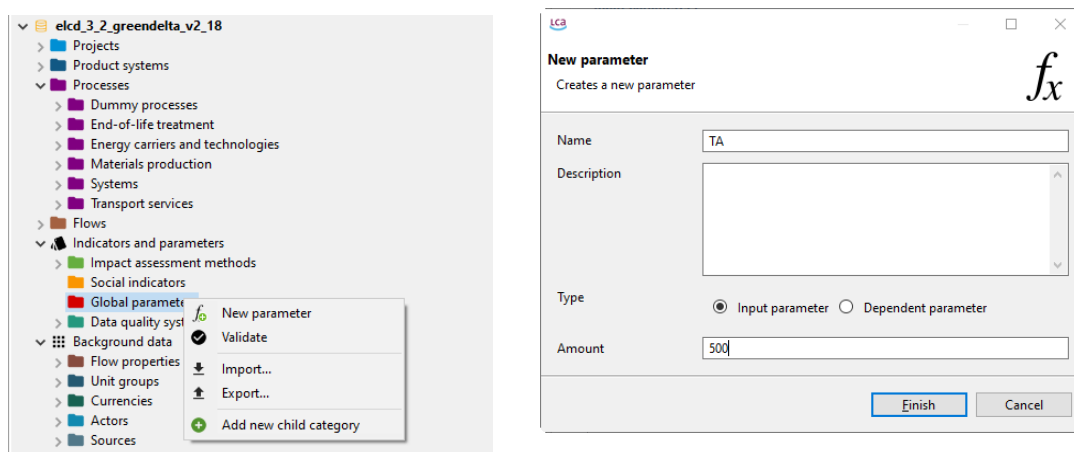 elcd_3_2_greendelta_v2_18
Projects
Product systems
Processes
Dummy processes
End-of-life treatment
Energy carriers and technologies
Materials production
Systems
Transport services
Flows
Indicators and parameters
Impact assessment methods
Social indicators
Global paramete
Data quality syst
Background data
Flow properties
Unit groups
Currencies
Actors
Sources
New parameter
Validate
Import...
Export...
Add new child category
LCA
New parameter
Creates a new parameter
fx
Name
TA
Description
Type
Input parameter
Dependent parameter
Amount
500
Finish
Cancel